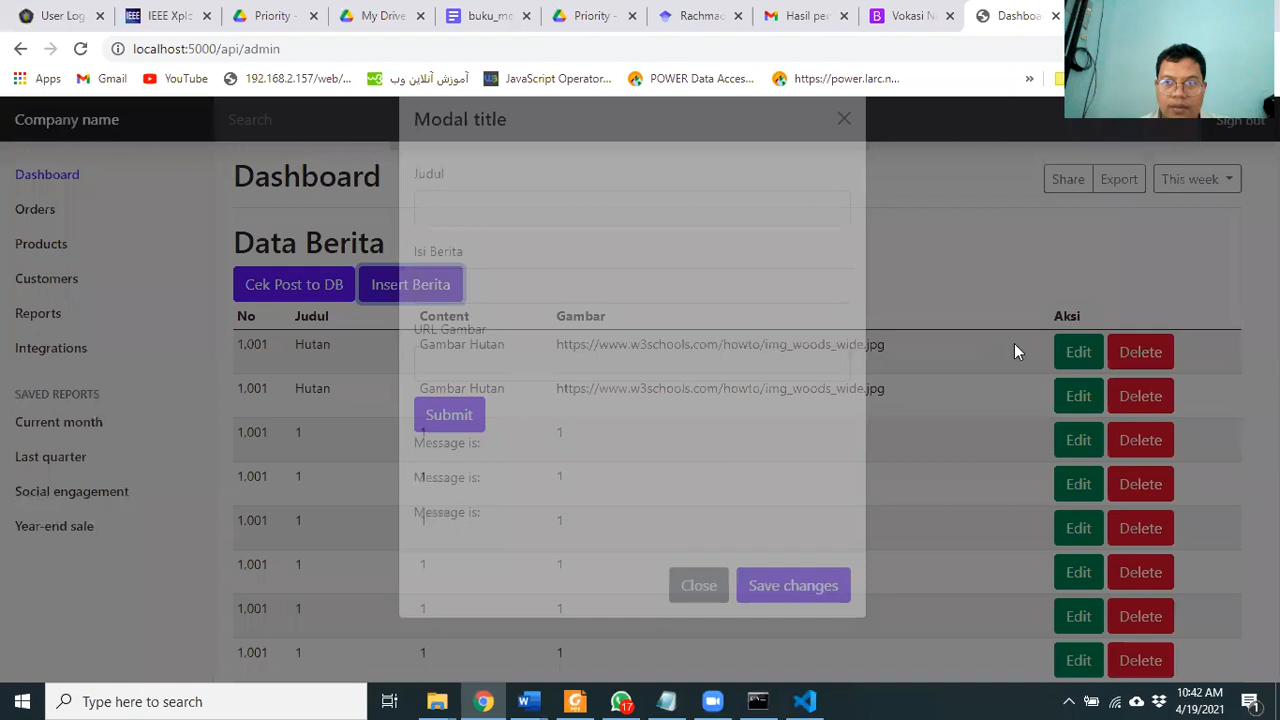 User Log
IEEE Xpl
Priority -
My Drive
buku_mo
Priority -
Rachma
Hasil pe
Vokasi N
Dashboa
localhost:5000/api/admin
Apps
Gmail
YouTube
192.168.2.157/web/...
آموزش آنلاین وب
JavaScript Operator...
POWER Data Acces...
https://power.larc.n...
»
Company name
Search
Modal title
Sign out
Dashboard
Orders
Products
Customers
Reports
Integrations
SAVED REPORTS
Current month
Last quarter
Social engagement
Year-end sale
Dashboard
Share
Export
This week
Data Berita
Cek Post to DB
Insert Berita
No Judul Content Gambar Aksi
1.001 Hutan Gambar Hutan https://www.w3schools.com/howto/img_woods_wide.jpg Edit Delete
1.001 Hutan Gambar Hutan https://www.w3schools.com/howto/img_woods_wide.jpg Edit Delete
1.001 1 1 1 Edit Delete
1.001 1 1 1 Edit Delete
1.001 1 1 1 Edit Delete
1.001 1 1 1 Edit Delete
1.001 1 1 1 Edit Delete
1.001 1 1 1 Edit Delete
Judul
Isi Berita
URL Gambar
Submit
Message is:
Message is:
Message is:
Close
Save changes
Type here to search
17
10:42 AM
4/19/2021
1